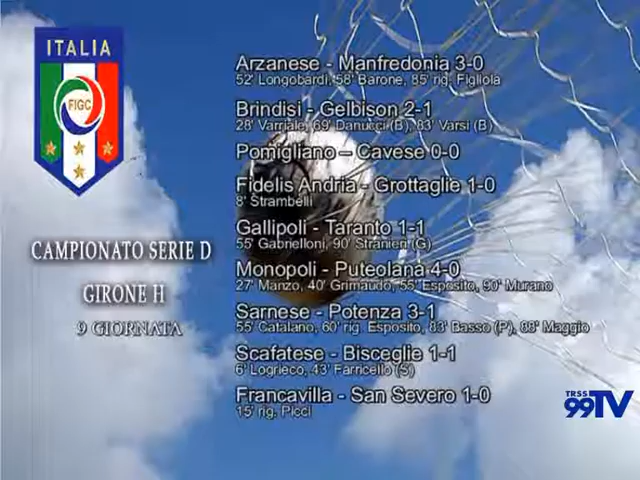 ITALIA
FIGC
CAMPIONATO SERIE D
GIRONE H
9 GIORNATA
Arzanese - Manfredonia 3-0
52' Longobardi, 58' Barone, 85' rig. Figliola
Brindisi - Gelbison 2-1
28' Varriale, 69' Danucci (B), 83' Varsi (B)
Pomigliano – Cavese 0-0
Fidelis Andria - Grottaglie 1-0
8' Strambelli
Gallipoli - Taranto 1-1
55' Gabrielloni, 90' Stranieri (G)
Monopoli - Puteolana 4-0
27' Manzo, 40' Grimaudo, 55' Esposito, 90' Murano
Sarnese - Potenza 3-1
55' Catalano, 60' rig. Esposito, 83' Basso (P), 88' Maggio
Scafatese - Bisceglie 1-1
6' Logrieco, 43' Farricello (S)
Francavilla - San Severo 1-0
15' rig. Picci
TRSS
99TV